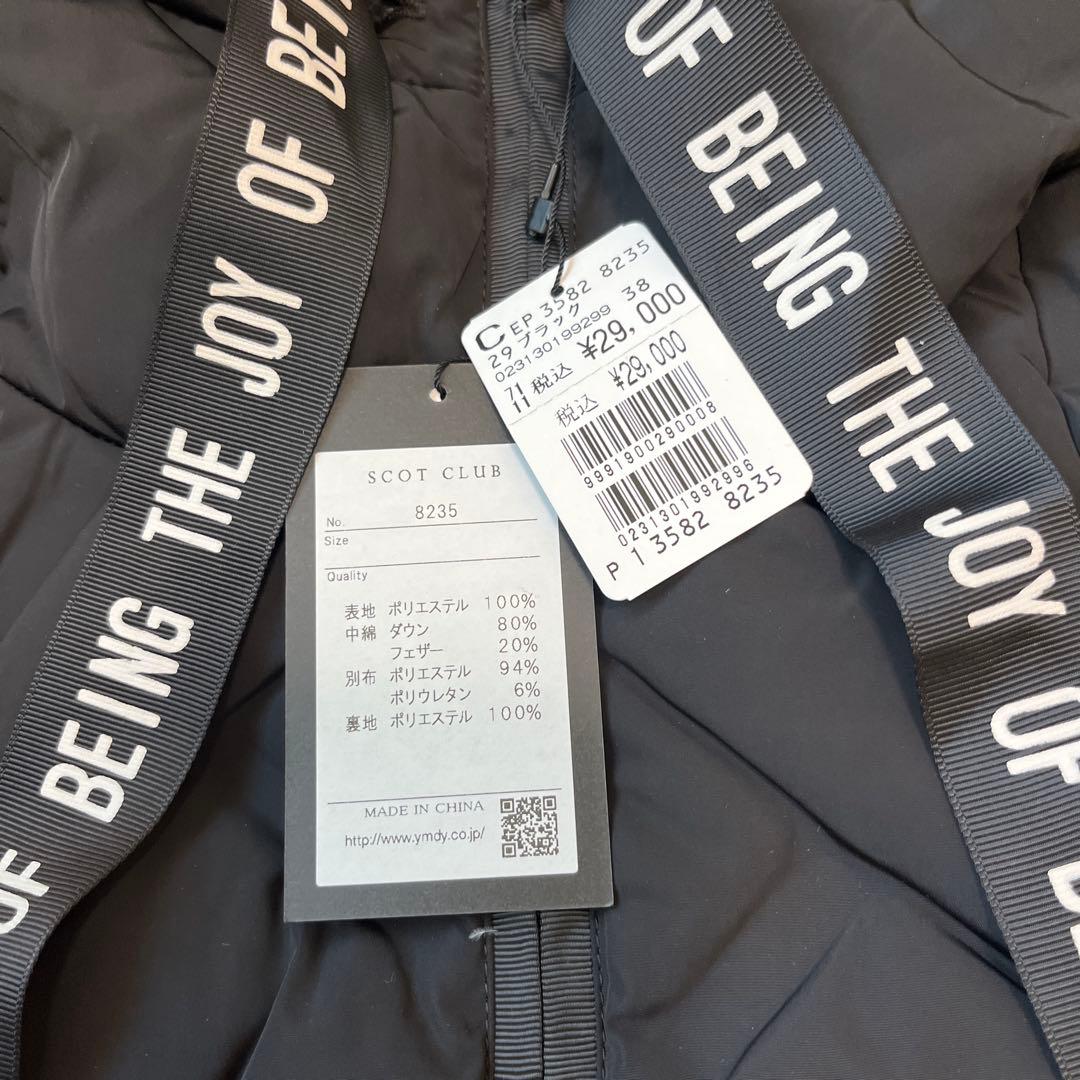 OF BEI
THE JOY
BEING
OF
OF BEING THE JOY OF B
C EP 3582 8235
29 ブラック 38
023130199299
71
11 税込 ¥29,000
税込 ¥29,000
9991900290008
0231301992996
P 1 3582 8235
SCOT CLUB
No. 8235
Size
Quality
表地 ポリエステル 100%
中綿 ダウン 80%
フェザー 20%
別布 ポリエステル 94%
ポリウレタン 6%
裏地 ポリエステル 100%
MADE IN CHINA
http://www.ymdy.co.jp/